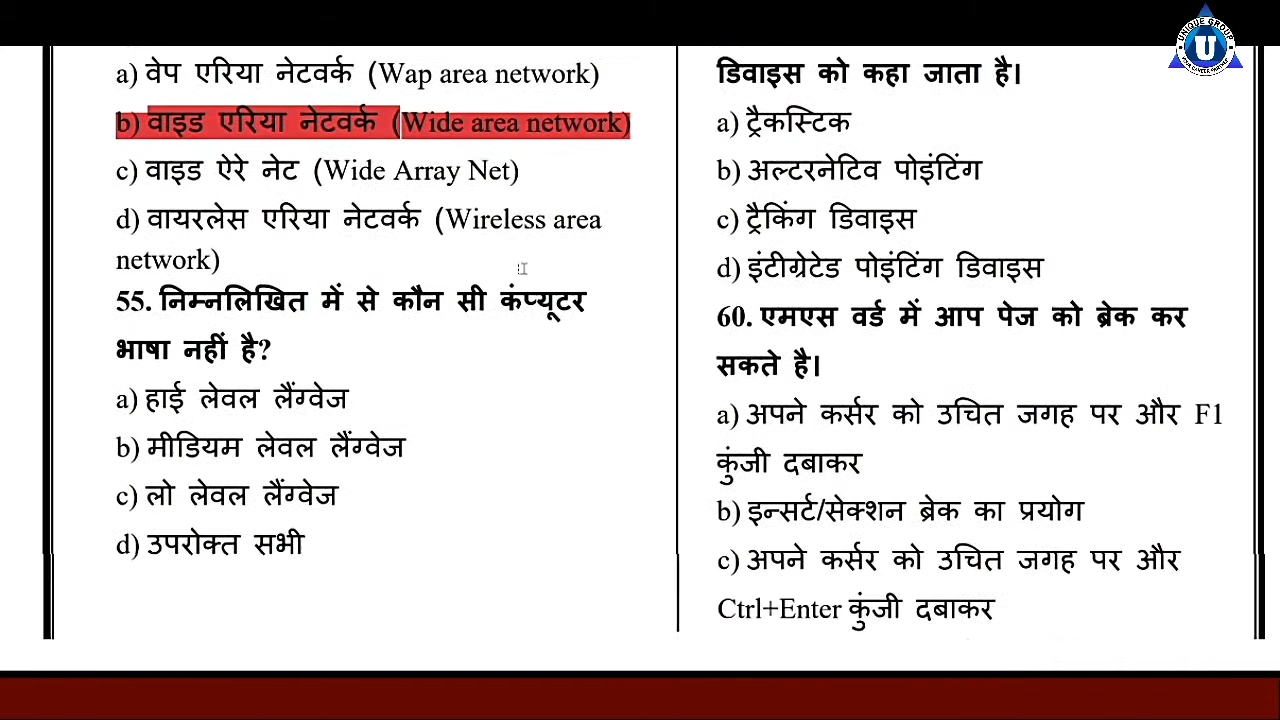 a) वेप एरिया नेटवर्क (Wap area network)
b) वाइड एरिया नेटवर्क (Wide area network)
c) वाइड ऐरे नेट (Wide Array Net)
d) वायरलेस एरिया नेटवर्क (Wireless area
network)
55. निम्नलिखित में से कौन सी कंप्यूटर
भाषा नहीं है?
a) हाई लेवल लैंग्वेज
b) मीडियम लेवल लैंग्वेज
c) लो लेवल लैंग्वेज
d) उपरोक्त सभी
डिवाइस को कहा जाता है।
a) ट्रैकस्टिक
b) अल्टरनेटिव पोइंटिंग
c) ट्रैकिंग डिवाइस
d) इंटीग्रेटेड पोइंटिंग डिवाइस
60. एमएस वर्ड में आप पेज को ब्रेक कर
सकते है।
a) अपने कर्सर को उचित जगह पर और F1
कुंजी दबाकर
b) इन्सर्ट/सेक्शन ब्रेक का प्रयोग
c) अपने कर्सर को उचित जगह पर और
Ctrl+Enter कुंजी दबाकर
UNIQUE GROUP
U